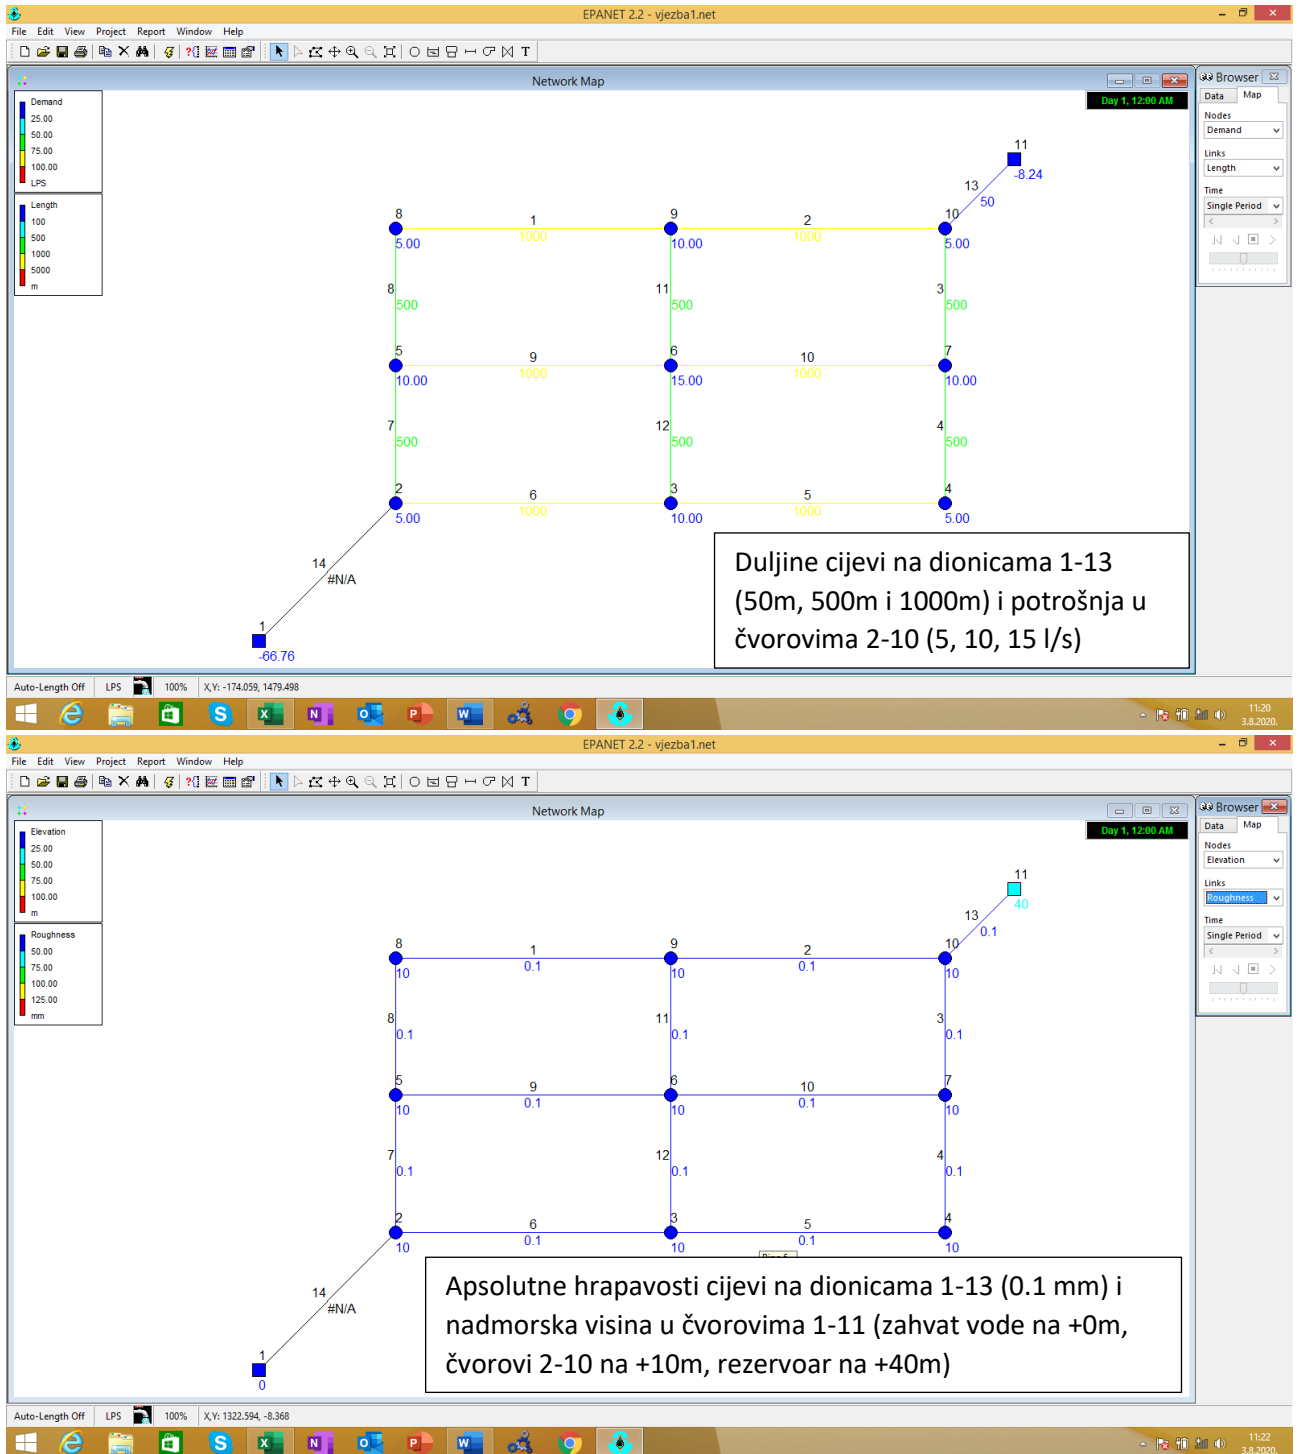 EPANET 2.2 - vjezba1.net
File Edit View Project Report Window Help
Network Map
Day 1, 12:00 AM
Demand
25.00
50.00
75.00
100.00
LPS
Length
100
500
1000
5000
m
Browser
Data Map
Nodes
Demand
Links
Length
Time
Single Period
11
-8.24
13
50
8
1
9
2
10
5.00
1000
10.00
1000
5.00
8
11
3
500
500
500
5
9
6
10
7
10.00
1000
15.00
1000
10.00
7
12
4
500
500
500
2
6
3
5
4
5.00
1000
10.00
1000
5.00
14
#N/A
1
-66.76
Duljine cijevi na dionicama 1-13
(50m, 500m i 1000m) i potrošnja u
čvorovima 2-10 (5, 10, 15 l/s)
Auto-Length Off LPS 100% X,Y: -174.059, 1479.498
11:20
3.8.2020.
EPANET 2.2 - vjezba1.net
File Edit View Project Report Window Help
Network Map
Day 1, 12:00 AM
Elevation
25.00
50.00
75.00
100.00
m
Roughness
50.00
75.00
100.00
125.00
mm
Browser
Data Map
Nodes
Elevation
Links
Roughness
Time
Single Period
11
40
13
0.1
8
1
9
2
10
10
0.1
10
0.1
10
8
11
3
0.1
0.1
0.1
5
9
6
10
7
10
0.1
10
0.1
10
7
12
4
0.1
0.1
0.1
2
6
3
5
4
10
0.1
10
0.1
10
14
#N/A
1
0
Apsolutne hrapavosti cijevi na dionicama 1-13 (0.1 mm) i
nadmorska visina u čvorovima 1-11 (zahvat vode na +0m,
čvorovi 2-10 na +10m, rezervoar na +40m)
Auto-Length Off LPS 100% X,Y: 1322.594, -8.368
11:22
3.8.2020.